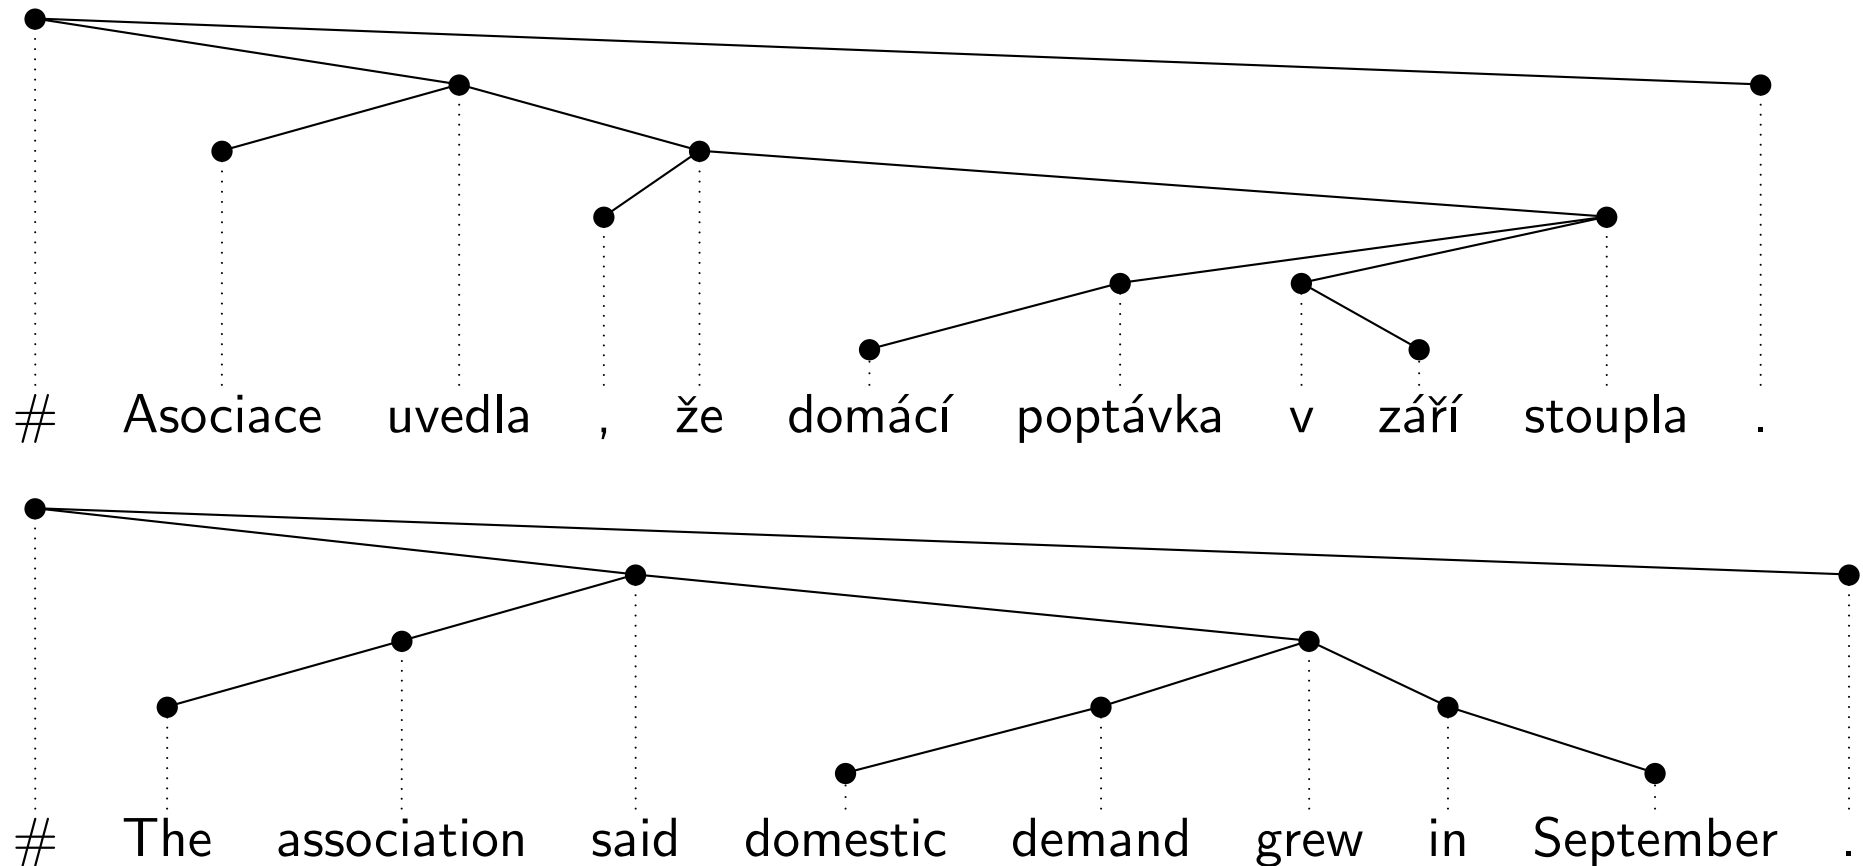 # Asociace uvedla , že domácí poptávka v září stoupla .
# The association said domestic demand grew in September .